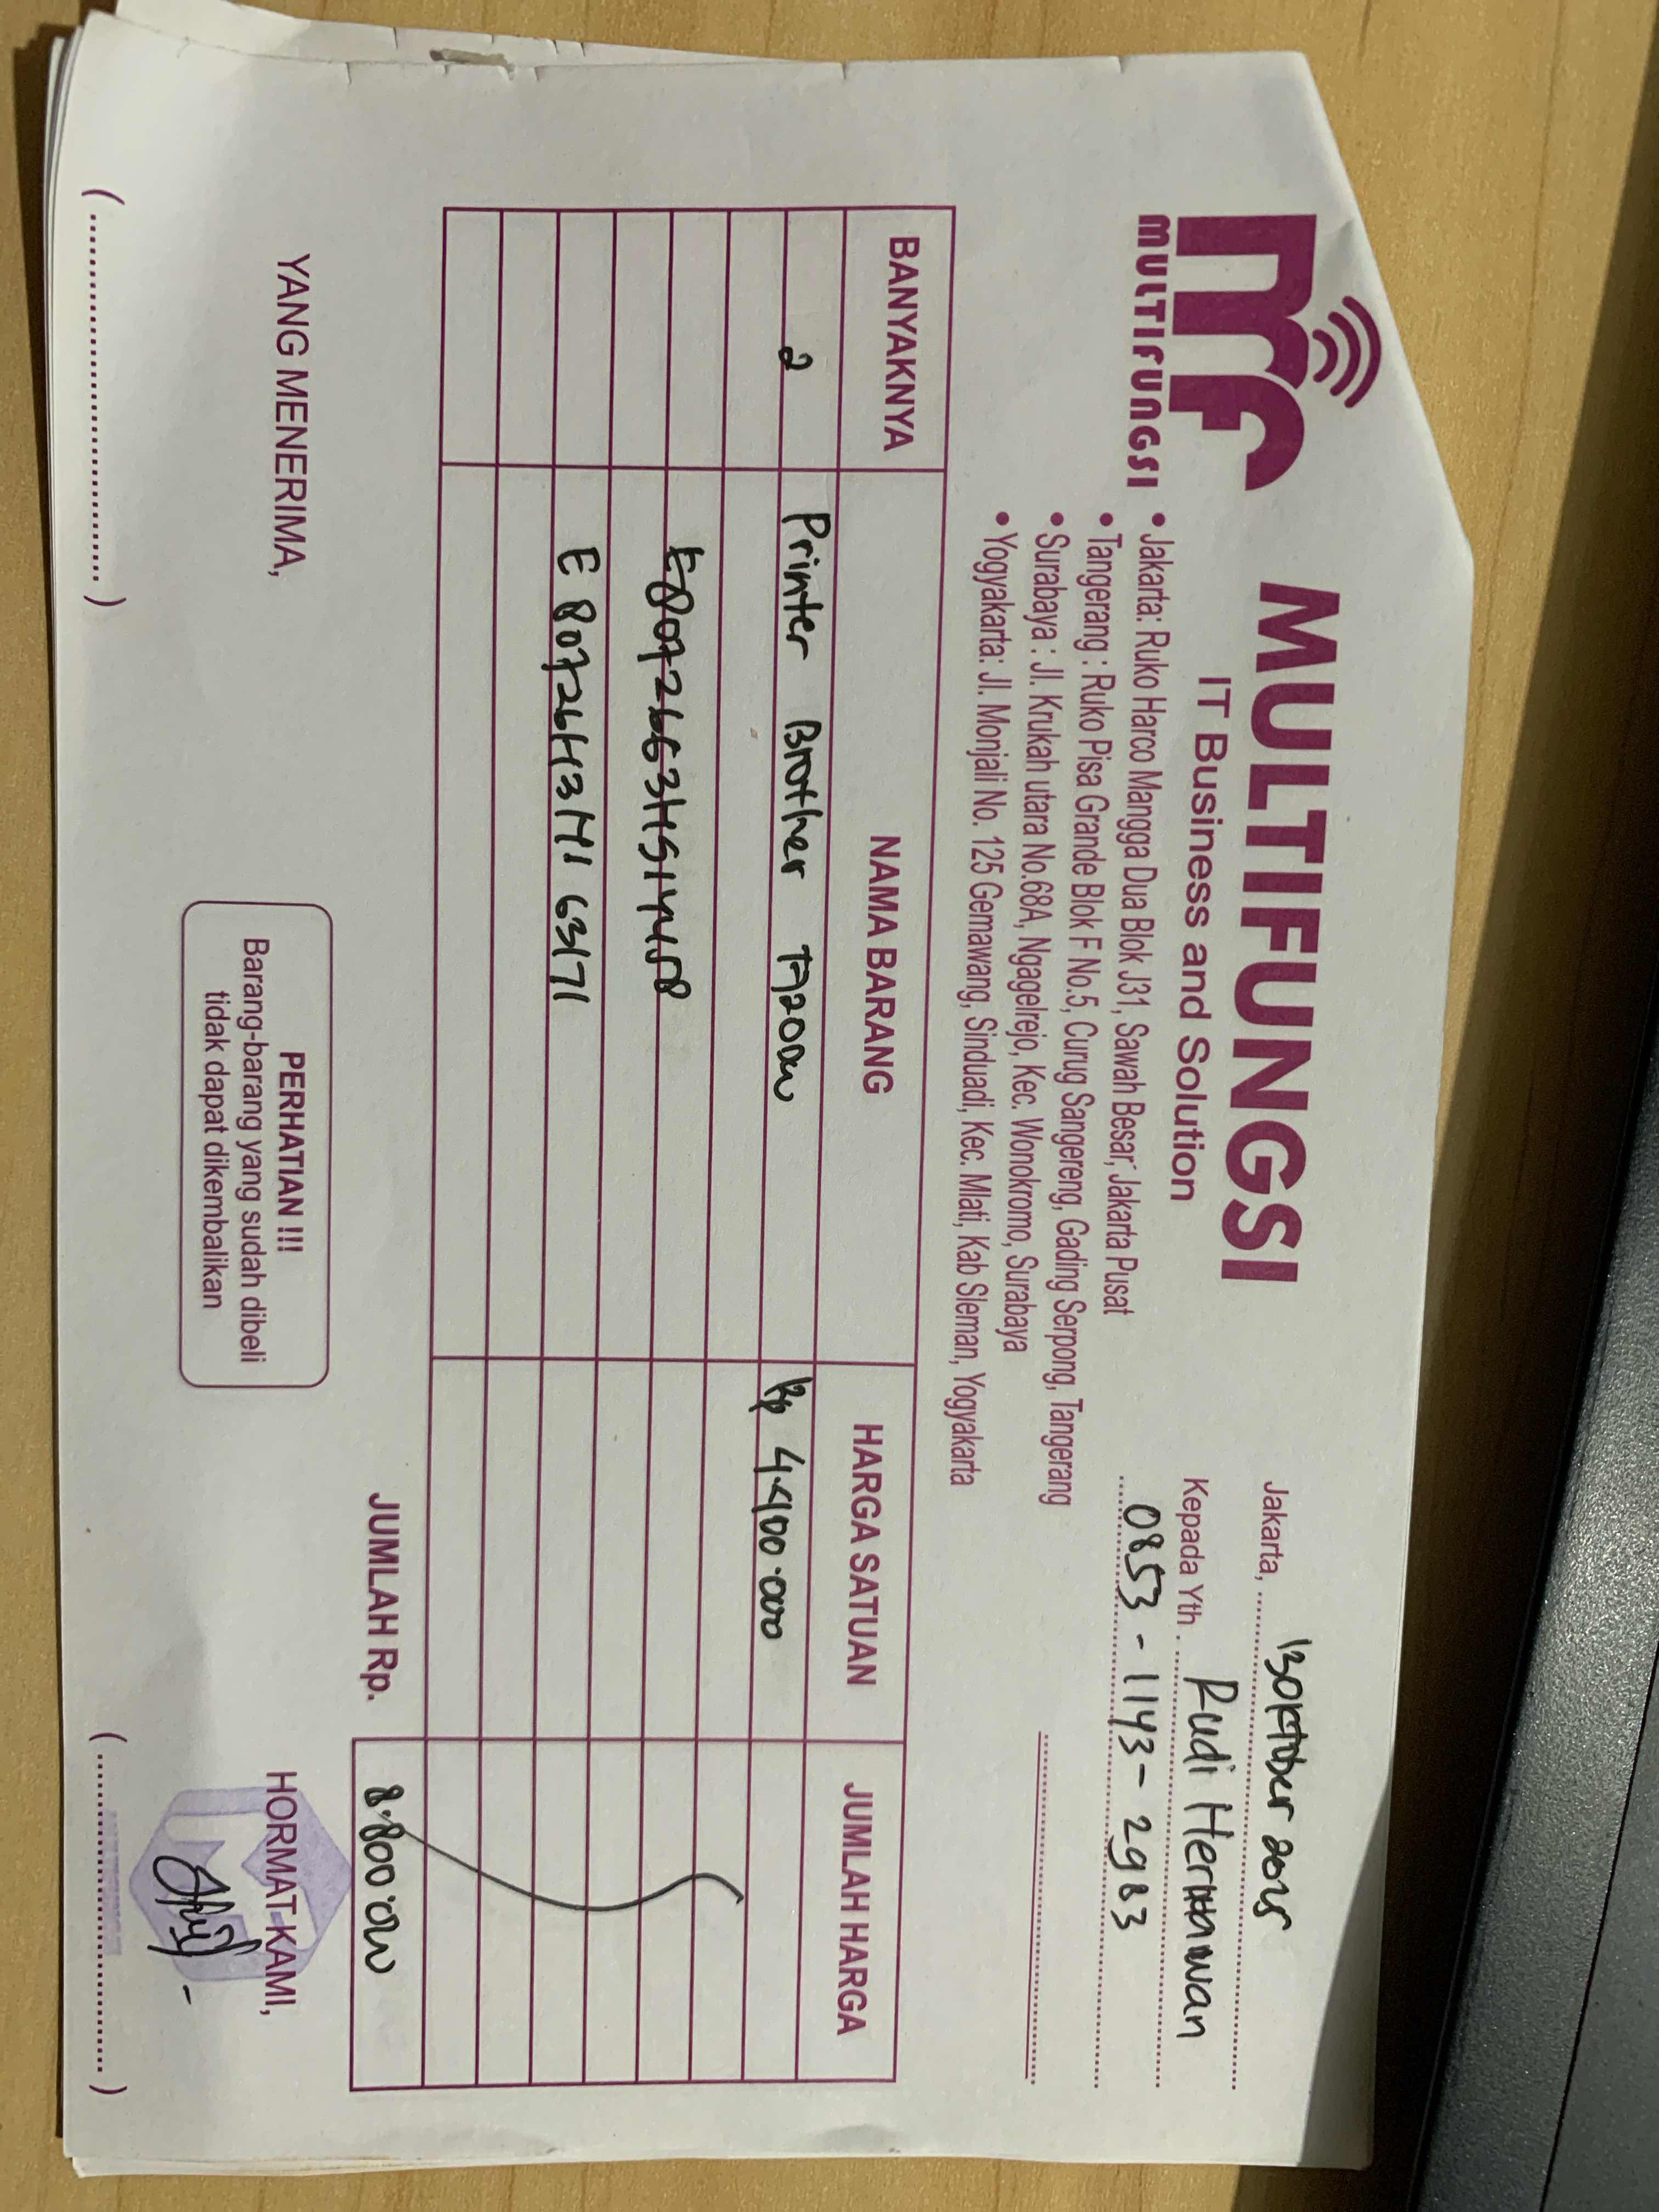 MULTIFUNGSI
MULTIFUNGSI
IT Business and Solution
• Jakarta: Ruko Harco Mangga Dua Blok J31, Sawah Besar, Jakarta Pusat
• Tangerang : Ruko Pisa Grande Blok F No.5, Curug Sangereng, Gading Serpong, Tangerang
• Surabaya : Jl. Krukah utara No.68A, Ngagelrejo, Kec. Wonokromo, Surabaya
• Yogyakarta: Jl. Monjali No. 125 Gemawang, Sinduadi, Kec. Mlati, Kab Sleman, Yogyakarta
Jakarta, 13 Oktober 2025
Kepada Yth. Rudi
0853 - 1143 - 2983
BANYAKNYA NAMA BARANG HARGA SATUAN JUMLAH HARGA
2 Printer Brother T720DW Rp 4.400.000
JUMLAH Rp. 8.800.000
YANG MENERIMA,
PERHATIAN !!!
Barang-barang yang sudah dibeli
tidak dapat dikembalikan
HORMAT KAMI,